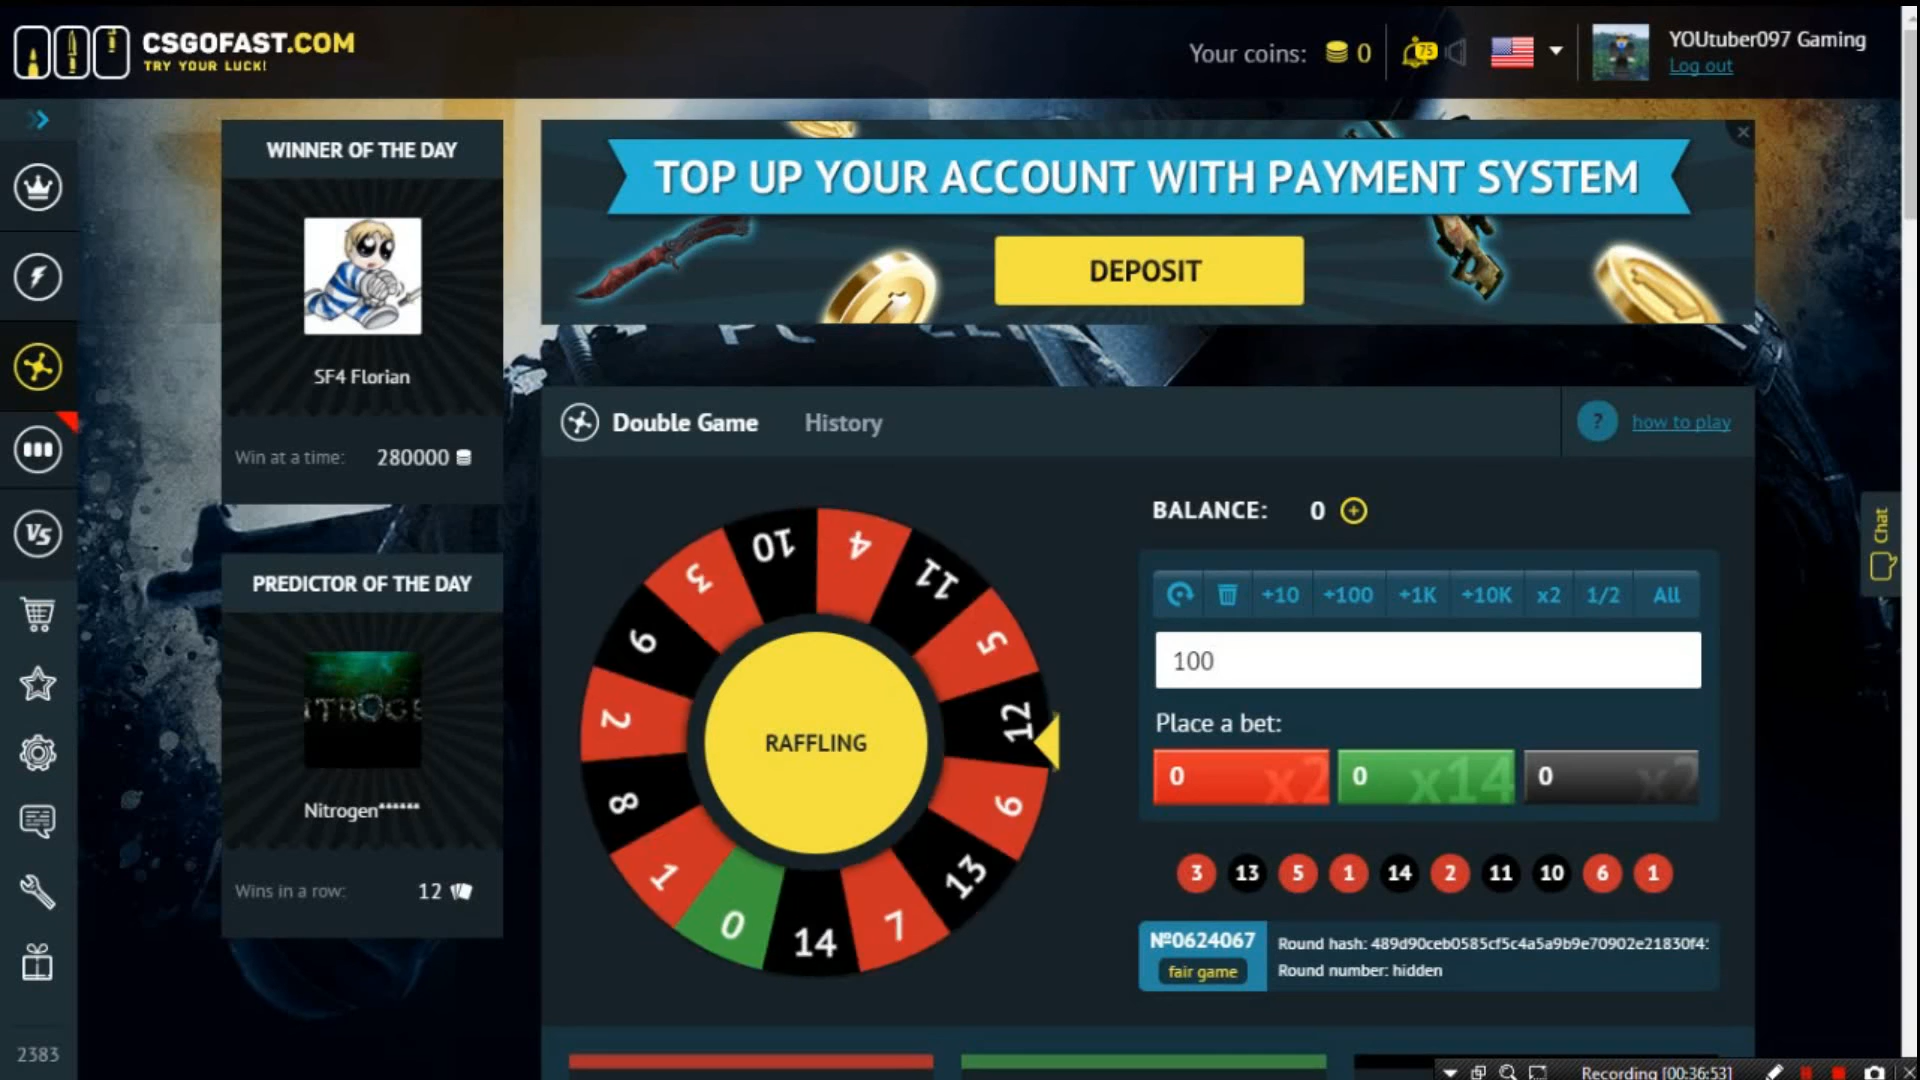 CSGOFAST.COM
TRY YOUR LUCK!
Your coins: 0
75
YOUtuber097 Gaming
Log out
WINNER OF THE DAY
SF4 Florian
Win at a time: 280000
PREDICTOR OF THE DAY
Nitrogen******
Wins in a row: 12
TOP UP YOUR ACCOUNT WITH PAYMENT SYSTEM
DEPOSIT
Double Game
History
? how to play
10
4
11
5
12
6
13
7
14
0
1
8
2
9
3
RAFFLING
BALANCE: 0
+10 +100 +1K +10K x2 1/2 All
100
Place a bet:
0 x2
0 x14
0 x2
3 13 5 1 14 2 11 10 6 1
№0624067
fair game
Round hash: 489d90ceb0585cf5c4a5a9b9e70902e21830f4:
Round number: hidden
Chat
VS
2383
Recording [00:36:53]